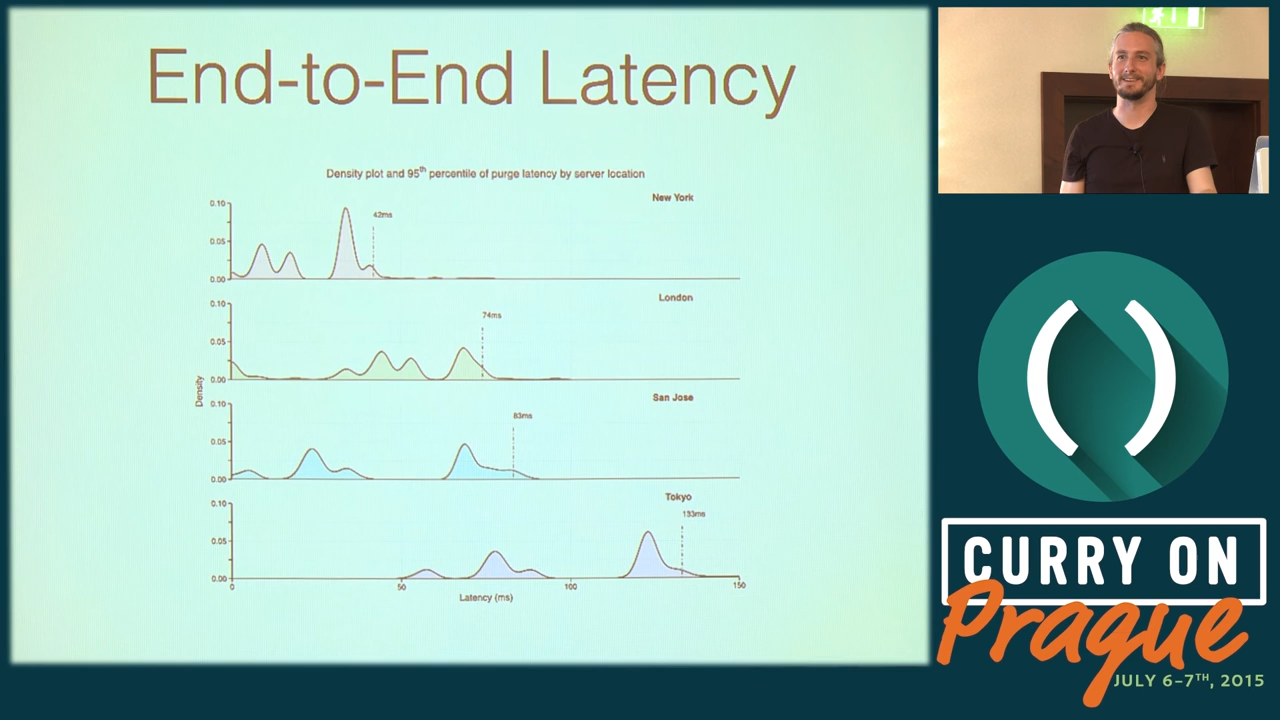 End-to-End Latency
Density plot and 95th percentile of purge latency by server location
New York
0.10
0.05
0.00
42ms
London
0.10
0.05
0.00
74ms
Density
San Jose
0.10
0.05
0.00
83ms
Tokyo
0.10
0.05
0.00
133ms
0
50
100
150
Latency (ms)
( )
CURRY ON
Prague
JULY 6–7TH, 2015